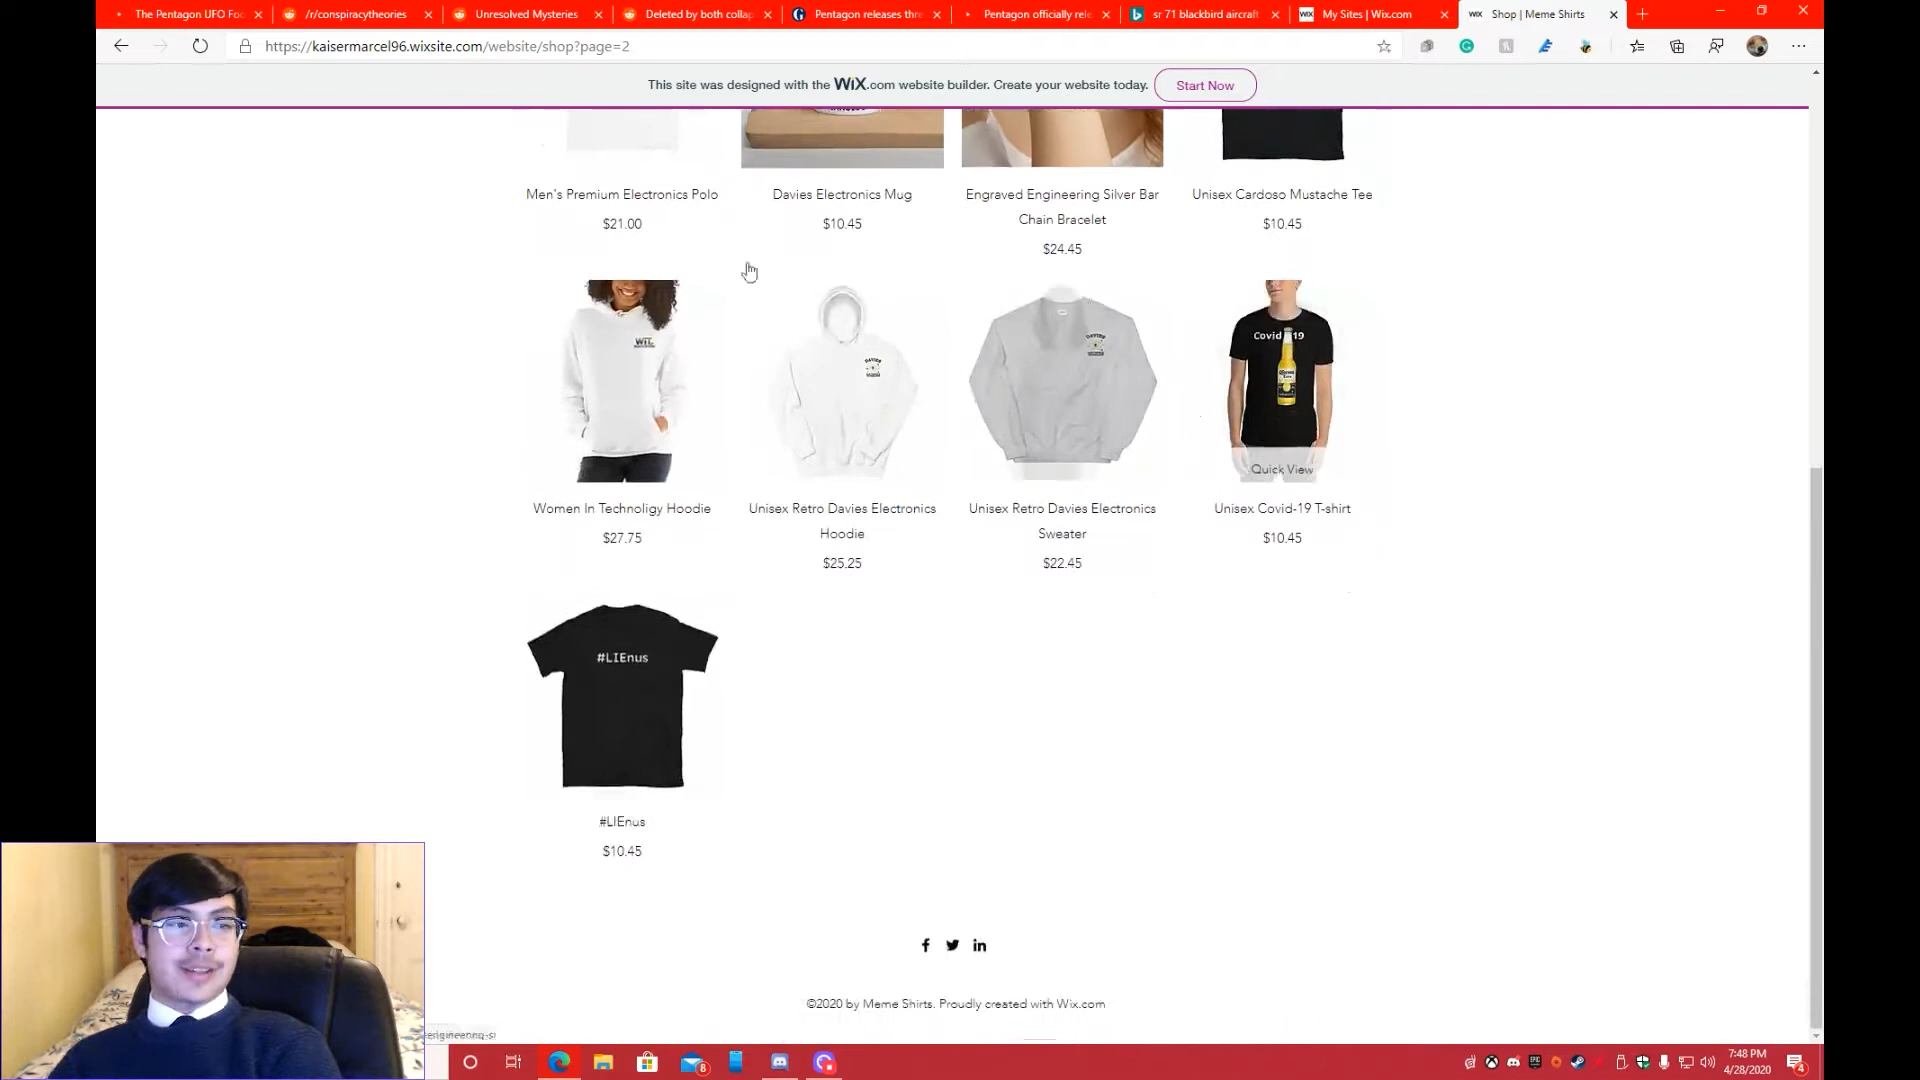 The Pentagon UFO Foo
/r/conspiracytheories
Unresolved Mysteries
Deleted by both collap
Pentagon releases thre
Pentagon officially rele
sr 71 blackbird aircraft
My Sites | Wix.com
Shop | Meme Shirts
https://kaisermarcel96.wixsite.com/website/shop?page=2
This site was designed with the WiX.com website builder. Create your website today. Start Now
Men's Premium Electronics Polo
$21.00
Davies Electronics Mug
$10.45
Engraved Engineering Silver Bar
Chain Bracelet
$24.45
Unisex Cardoso Mustache Tee
$10.45
WiT.
DAVIES
DAVIES
Covid 19
Quick View
Women In Technoligy Hoodie
$27.75
Unisex Retro Davies Electronics
Hoodie
$25.25
Unisex Retro Davies Electronics
Sweater
$22.45
Unisex Covid-19 T-shirt
$10.45
#LIEnus
#LIEnus
$10.45
©2020 by Meme Shirts. Proudly created with Wix.com
7:48 PM
4/28/2020
8
4